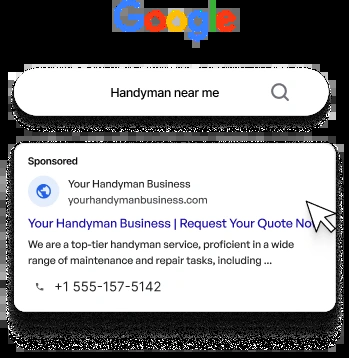 Google
Handyman near me
Sponsored
Your Handyman Business
yourhandymanbusiness.com
Your Handyman Business | Request Your Quote No
We are a top-tier handyman service, proficient in a wide
range of maintenance and repair tasks, including ...
+1 555-157-5142